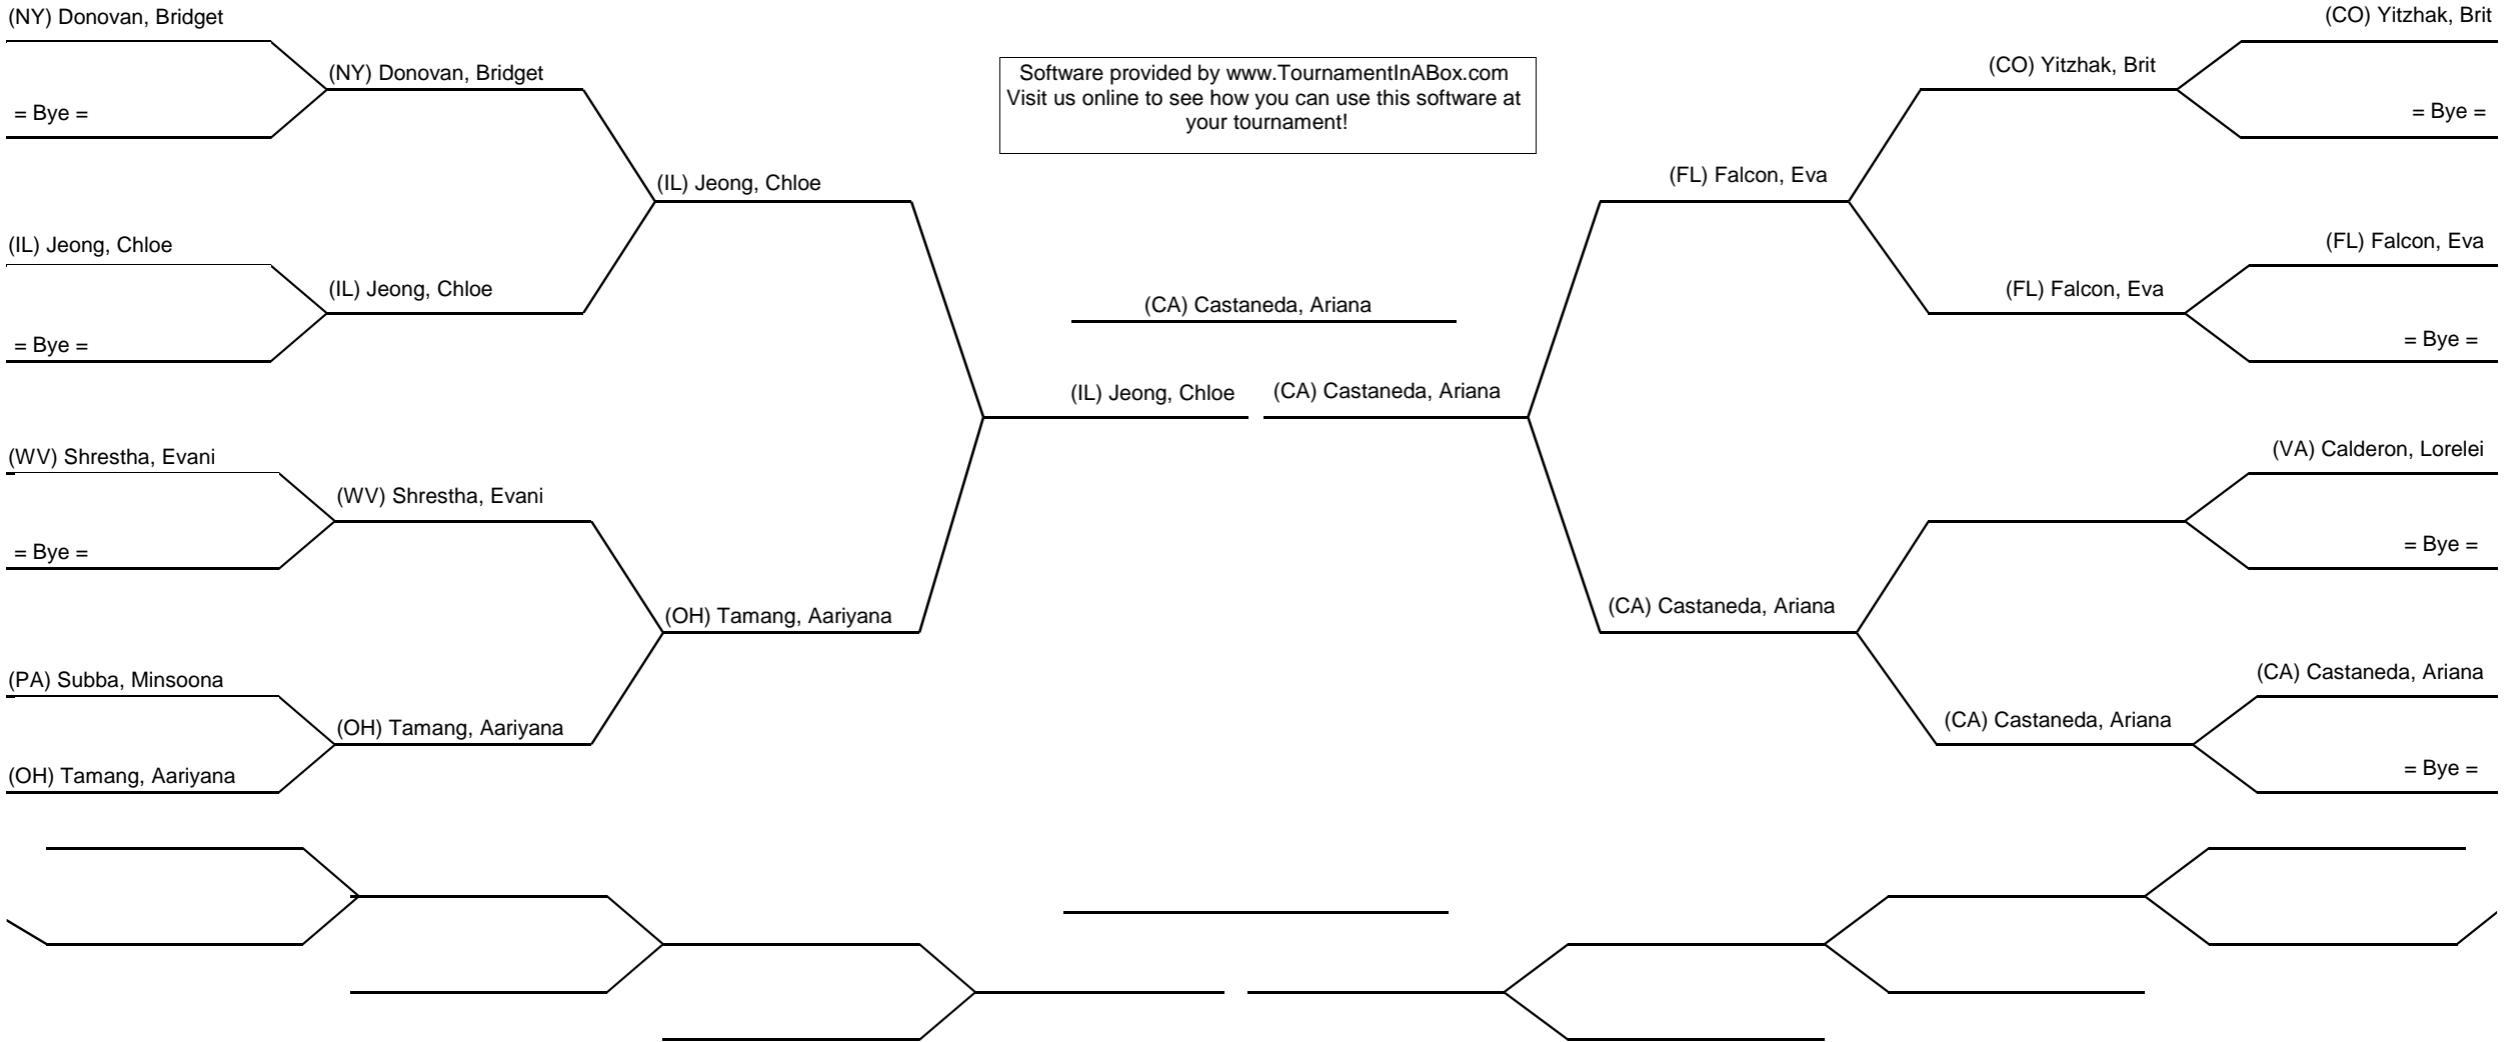 (NY) Donovan, Bridget
(NY) Donovan, Bridget
= Bye =
(IL) Jeong, Chloe
(IL) Jeong, Chloe
(IL) Jeong, Chloe
= Bye =
(WV) Shrestha, Evani
(WV) Shrestha, Evani
= Bye =
(OH) Tamang, Aariyana
(PA) Subba, Minsoona
(OH) Tamang, Aariyana
(OH) Tamang, Aariyana
Software provided by www.TournamentInABox.com
Visit us online to see how you can use this software at
your tournament!
(CA) Castaneda, Ariana
(IL) Jeong, Chloe
(CA) Castaneda, Ariana
(CO) Yitzhak, Brit
(CO) Yitzhak, Brit
= Bye =
(FL) Falcon, Eva
(FL) Falcon, Eva
(FL) Falcon, Eva
= Bye =
(VA) Calderon, Lorelei
= Bye =
(CA) Castaneda, Ariana
(CA) Castaneda, Ariana
(CA) Castaneda, Ariana
= Bye =